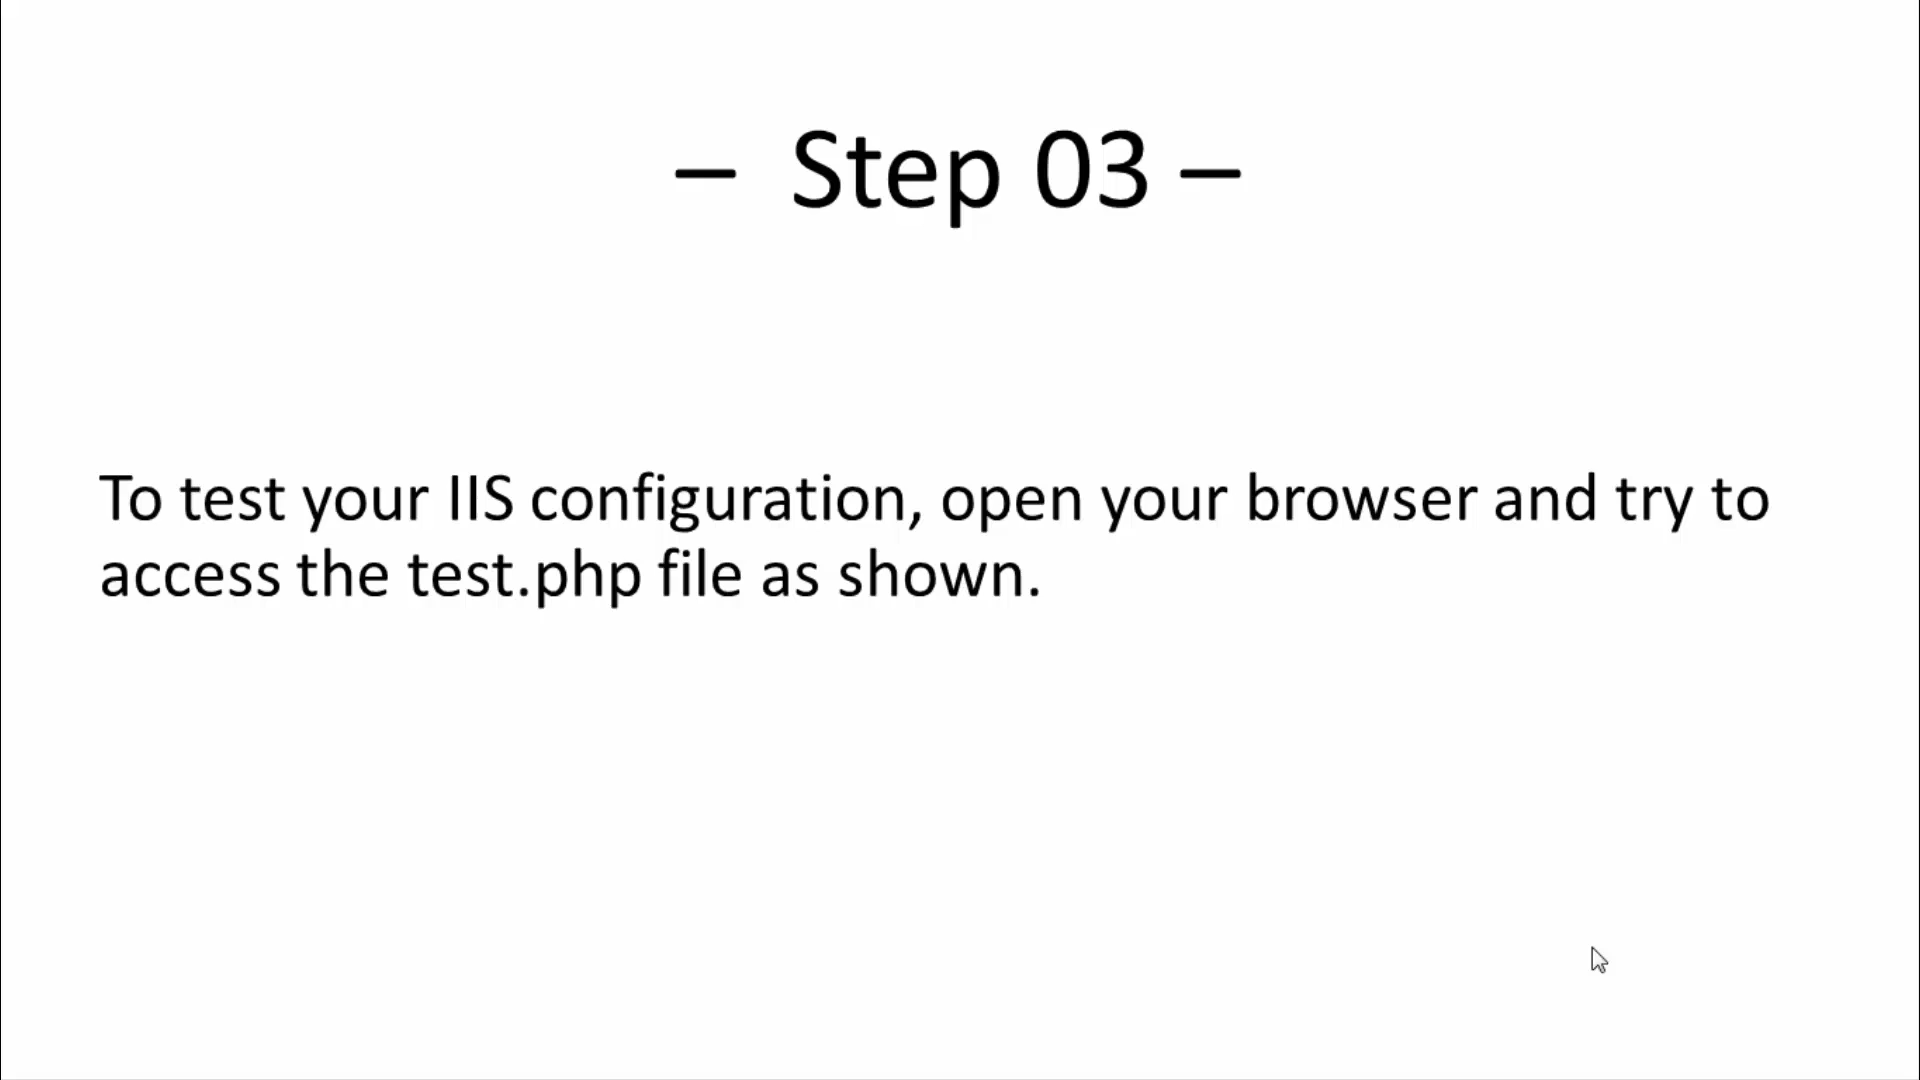 – Step 03 –
To test your IIS configuration, open your browser and try to
access the test.php file as shown.